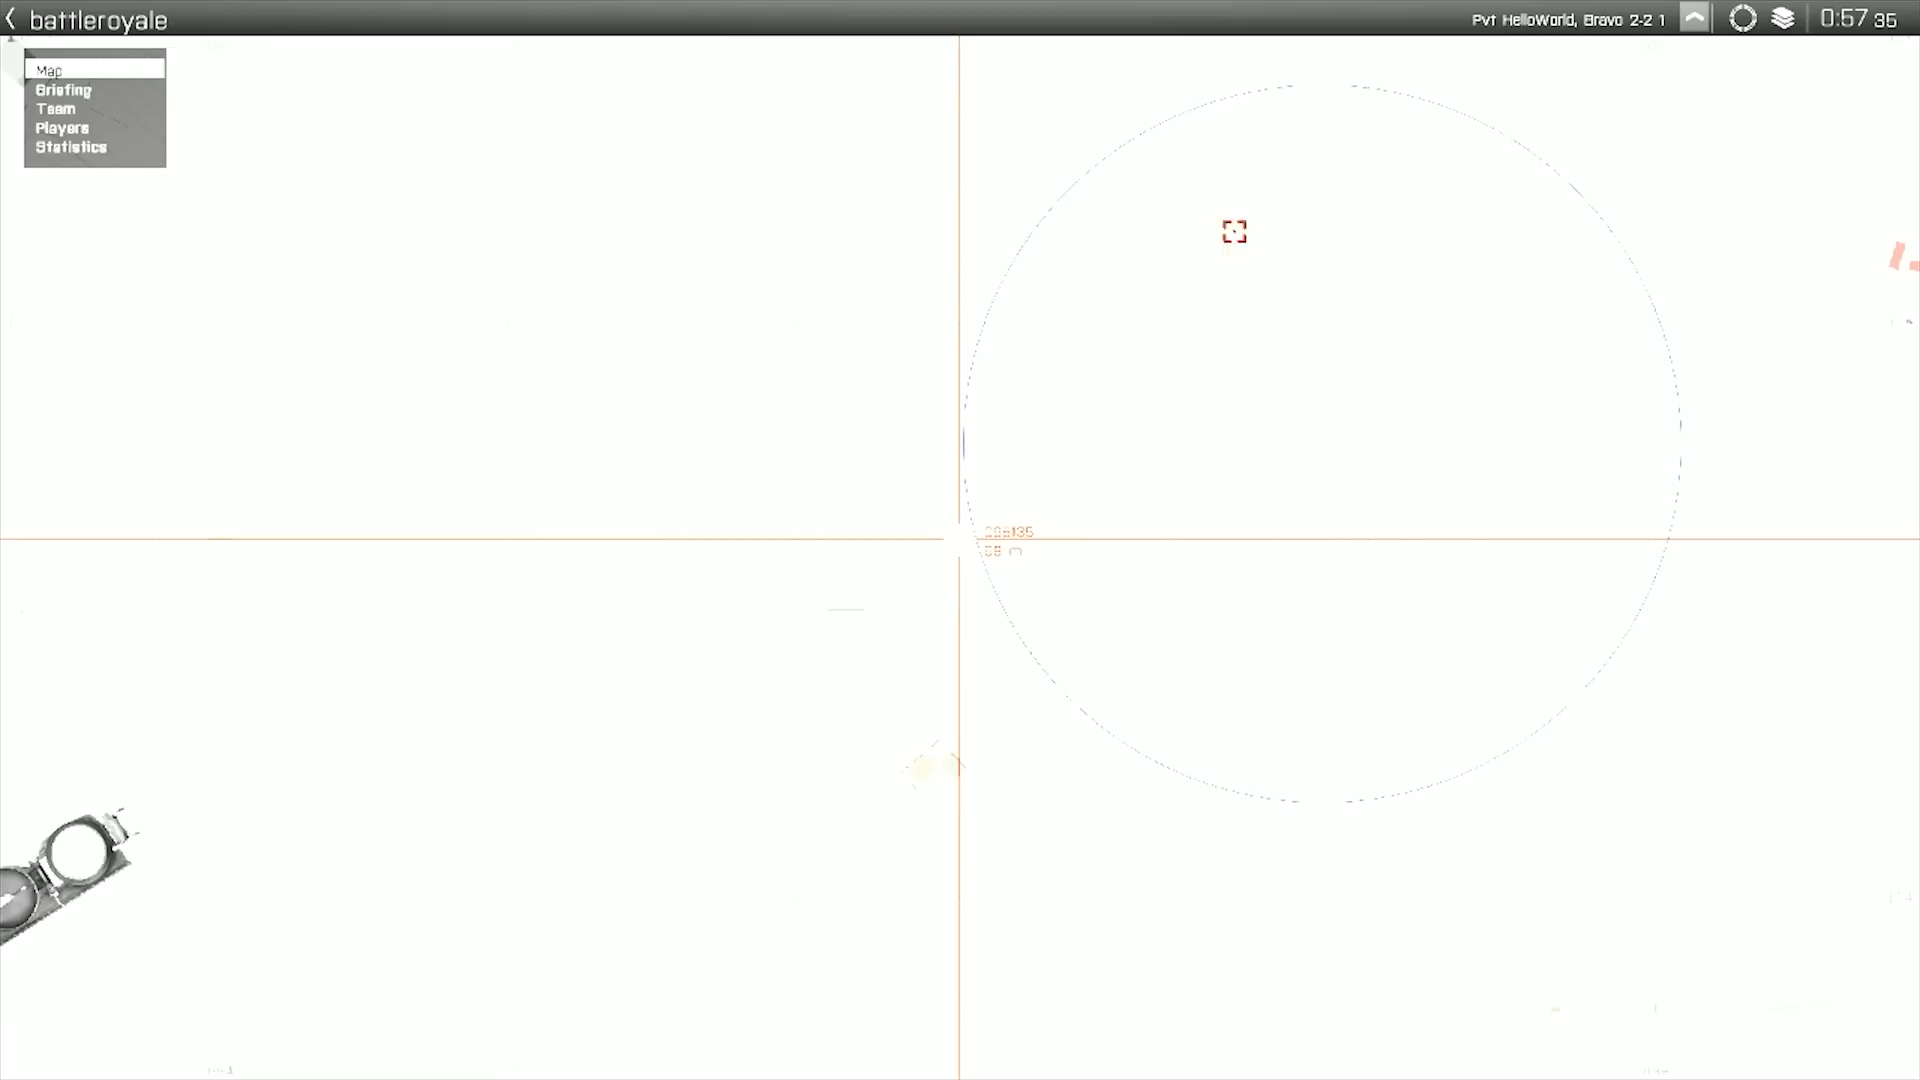 battleroyale
Pvt HelloWorld, Bravo 2-2 1
0:57 35
Map
Briefing
Team
Players
Statistics